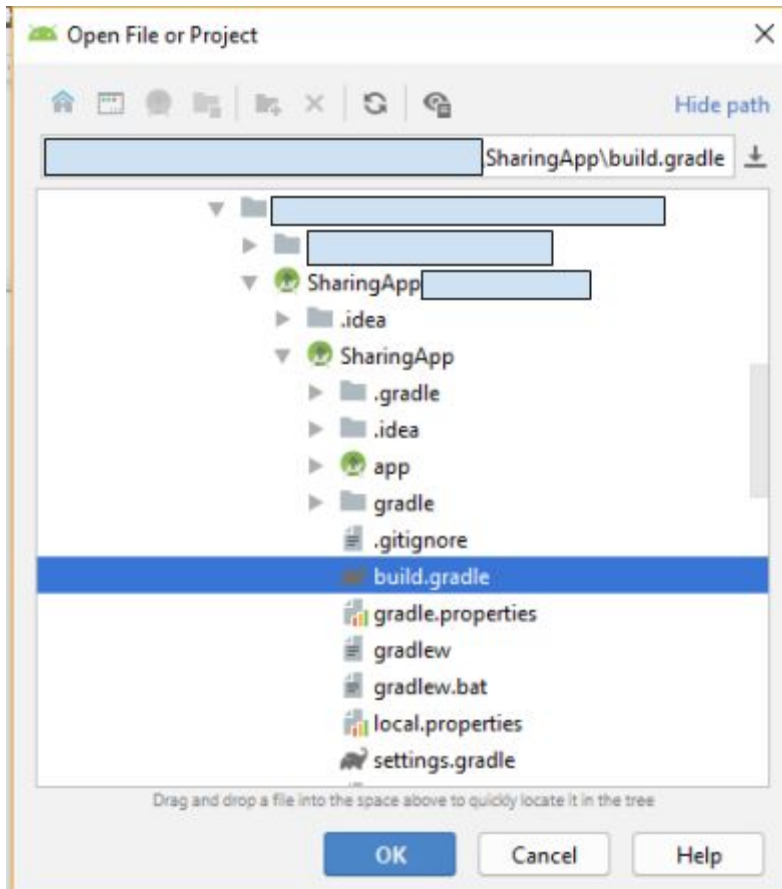 Open File or Project
Hide path
SharingApp\build.gradle
SharingApp
.idea
SharingApp
.gradle
.idea
app
gradle
.gitignore
build.gradle
gradle.properties
gradlew
gradlew.bat
local.properties
settings.gradle
Drag and drop a file into the space above to quickly locate it in the tree
OK Cancel Help